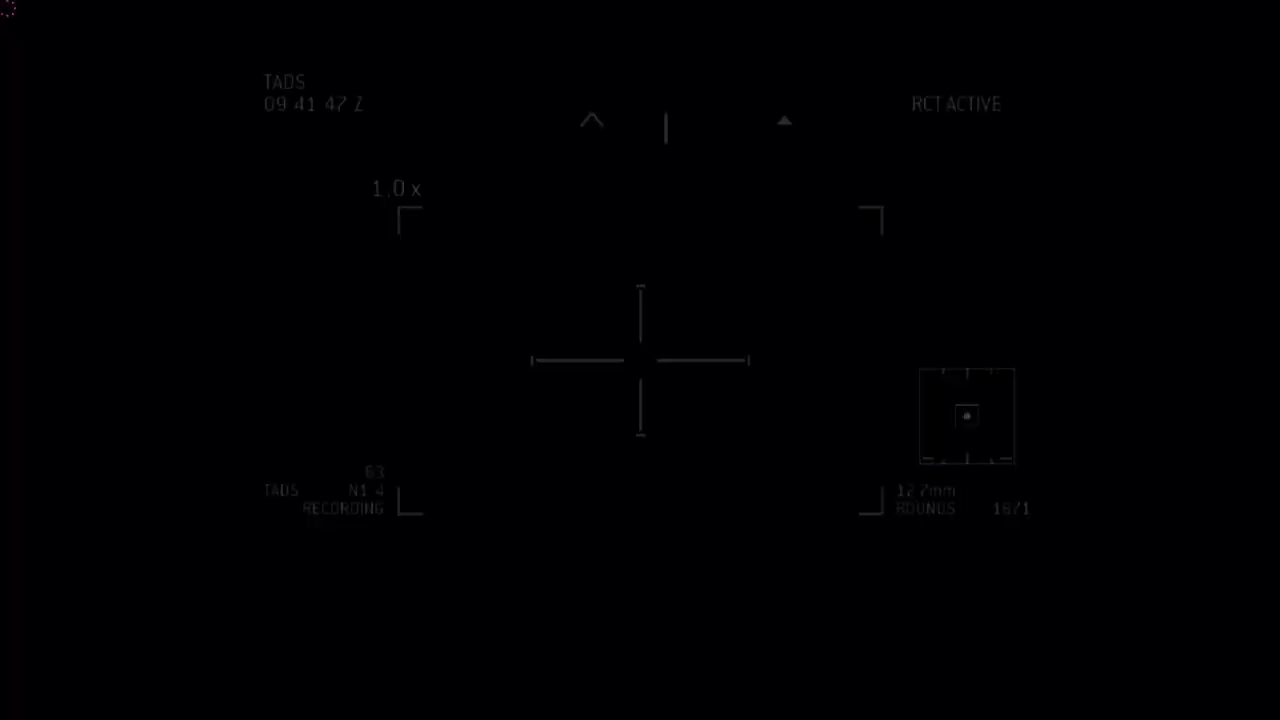 TADS
09 41 47 Z
RCT ACTIVE
1.0 x
63
TADS N1 4
RECORDING
12.7mm
ROUNDS 1871